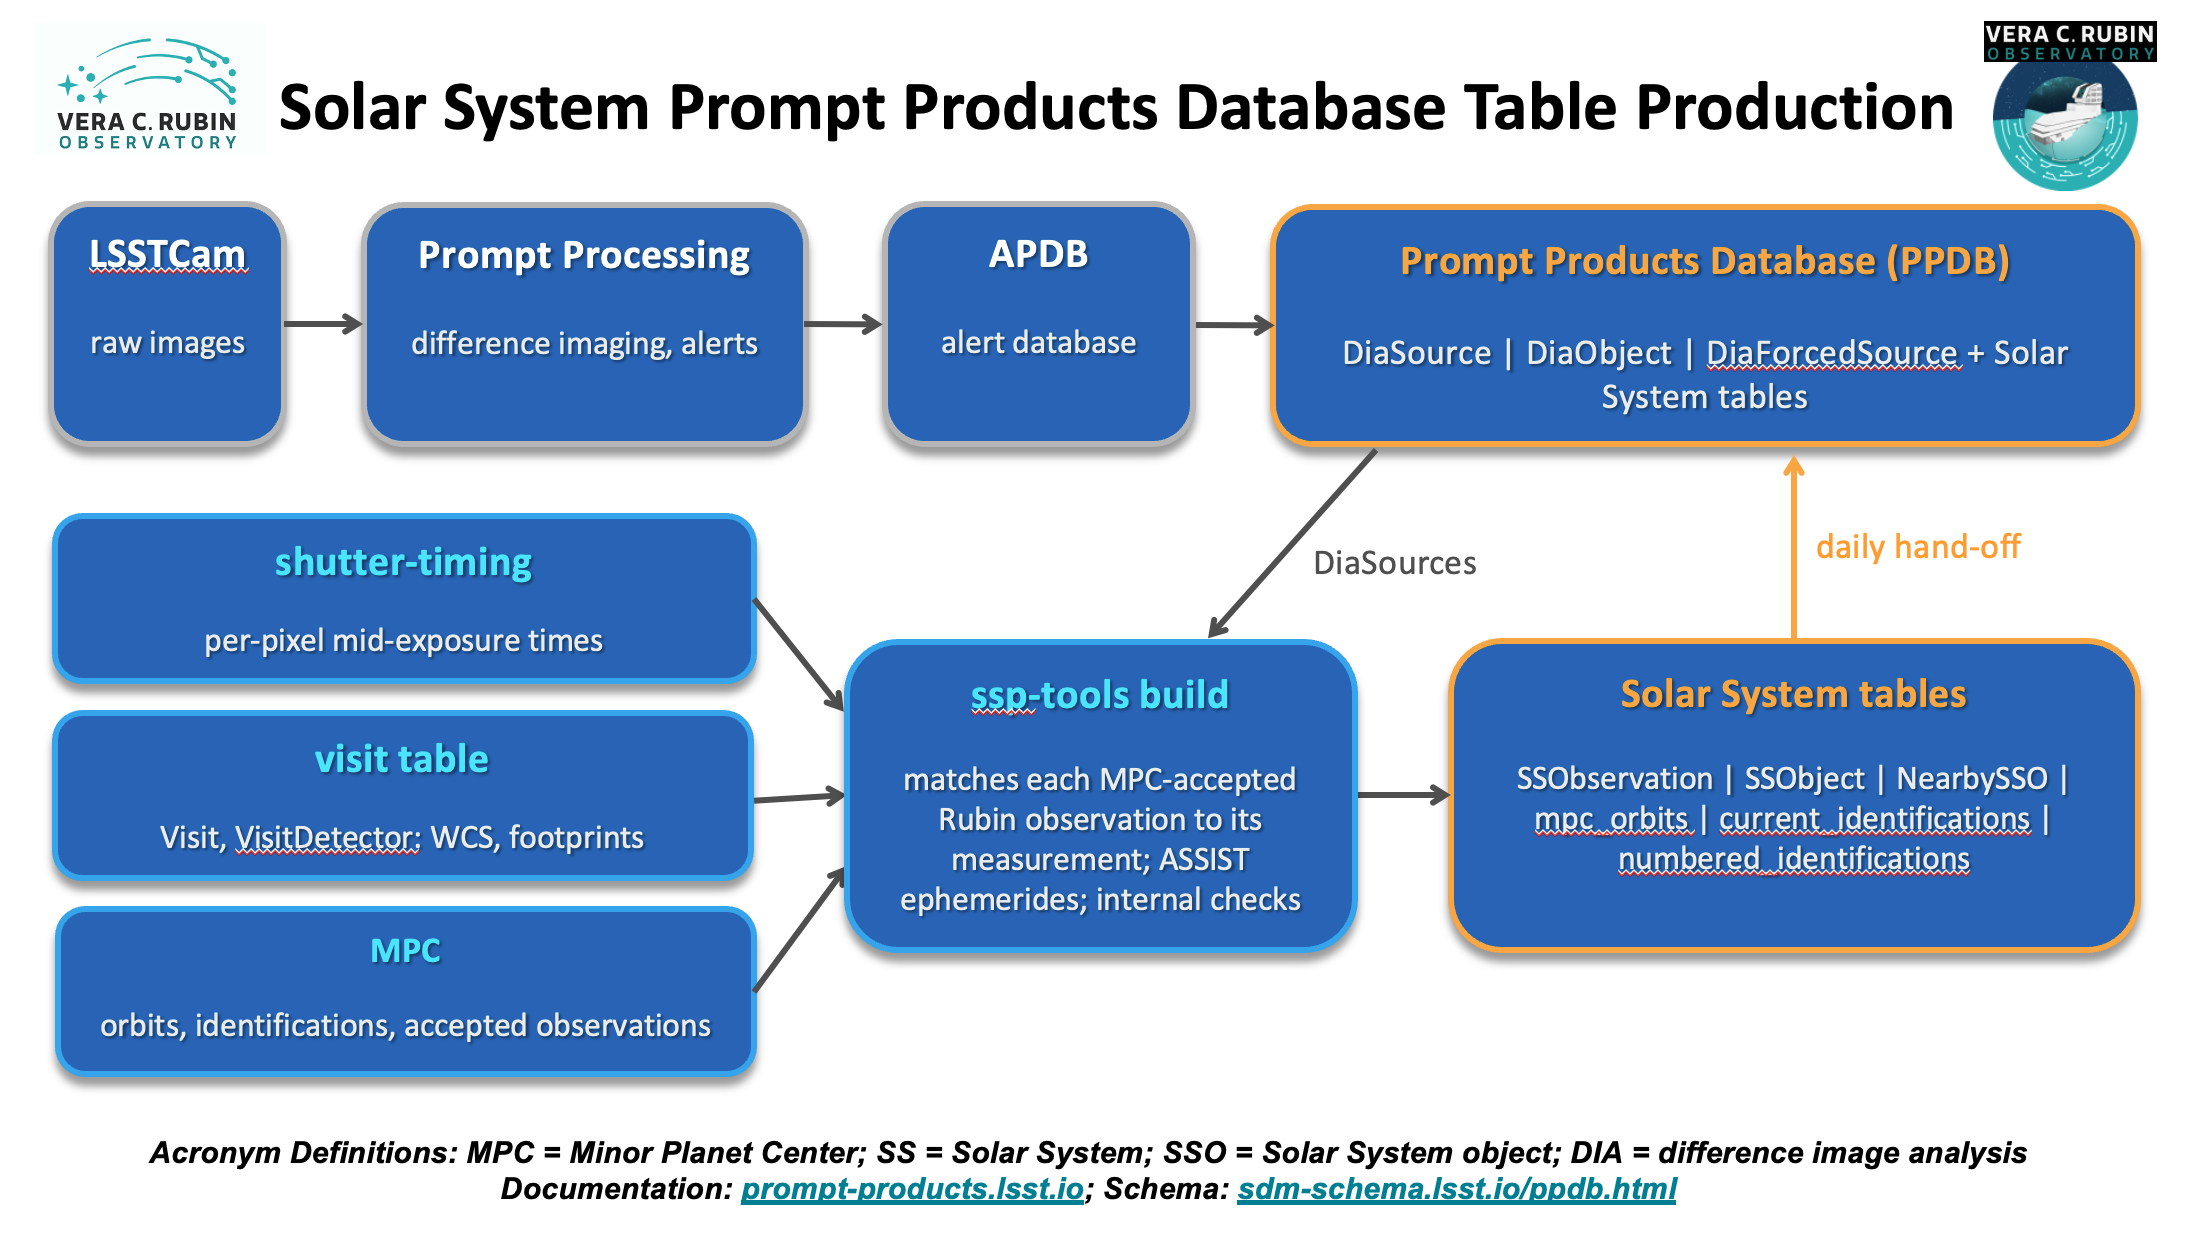 VERA C. RUBIN
OBSERVATORY
VERA C. RUBIN
OBSERVATORY
Solar System Prompt Products Database Table Production
LSSTCam
raw images
Prompt Processing
difference imaging, alerts
APDB
alert database
Prompt Products Database (PPDB)
DiaSource | DiaObject | DiaForcedSource + Solar
System tables
DiaSources
daily hand-off
shutter-timing
per-pixel mid-exposure times
visit table
Visit, VisitDetector: WCS, footprints
MPC
orbits, identifications, accepted observations
ssp-tools build
matches each MPC-accepted
Rubin observation to its
measurement; ASSIST
ephemerides; internal checks
Solar System tables
SSObservation | SSObject | NearbySSO |
mpc_orbits | current_identifications |
numbered_identifications
Acronym Definitions: MPC = Minor Planet Center; SS = Solar System; SSO = Solar System object; DIA = difference image analysis
Documentation: prompt-products.lsst.io; Schema: sdm-schema.lsst.io/ppdb.html